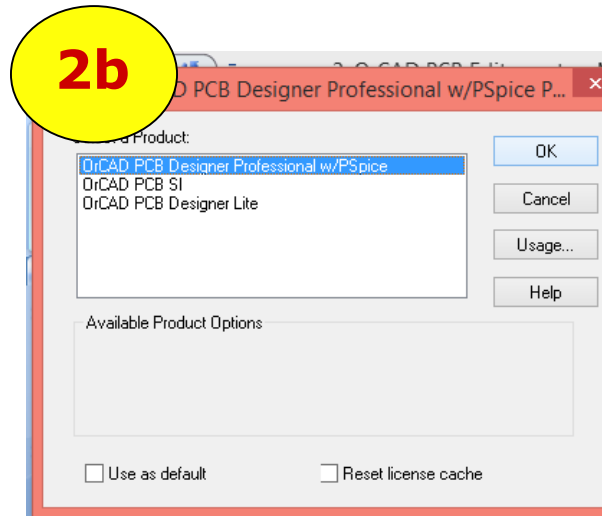 2b
D PCB Designer Professional w/PSpice P...
Product:
OrCAD PCB Designer Professional w/PSpice
OrCAD PCB SI
OrCAD PCB Designer Lite
OK
Cancel
Usage...
Help
Available Product Options
Use as default
Reset license cache